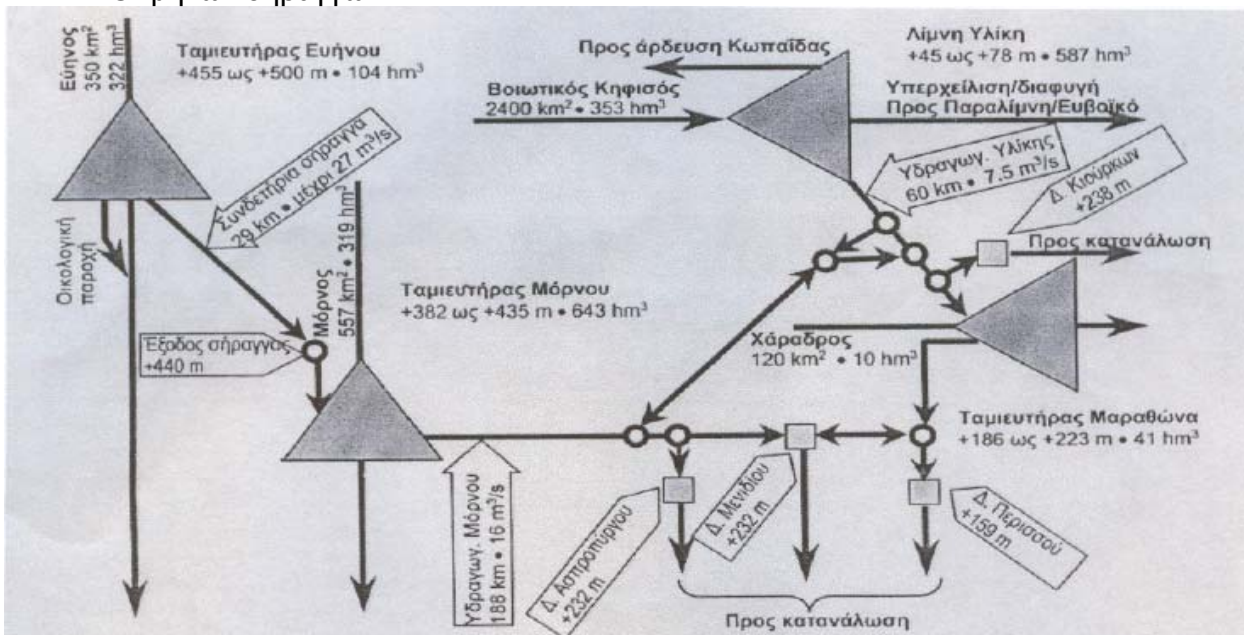 Εύηνος
350 km²
322 hm³
Ταμιευτήρας Ευήνου
+455 ως +500 m • 104 hm³
Προς άρδευση Κωπαΐδας
Λίμνη Υλίκη
+45 ως +78 m • 587 hm³
Βοιωτικός Κηφισός
2400 km² • 353 hm³
Υπερχείλιση/διαφυγή
Προς Παραλίμνη/Ευβοϊκό
Συνδετήρια σήραγγα
29 km • μέχρι 27 m³/s
Υδραγωγ. Υλίκης
60 km • 7,5 m³/s
Δ. Κιούρκων
+238 m
Προς κατανάλωση
Οικολογική
παροχή
Μόρνος
557 km² • 319 hm³
Ταμιευτήρας Μόρνου
+382 ως +435 m • 643 hm³
Έξοδος σήραγγας
+440 m
Χάραδρος
120 km² • 10 hm³
Ταμιευτήρας Μαραθώνα
+186 ως +223 m • 41 hm³
Υδραγωγ. Μόρνου
188 km • 16 m³/s
Δ. Ασπροπύργου
+232 m
Δ. Μενιδίου
+232 m
Δ. Περισσού
+159 m
Προς κατανάλωση